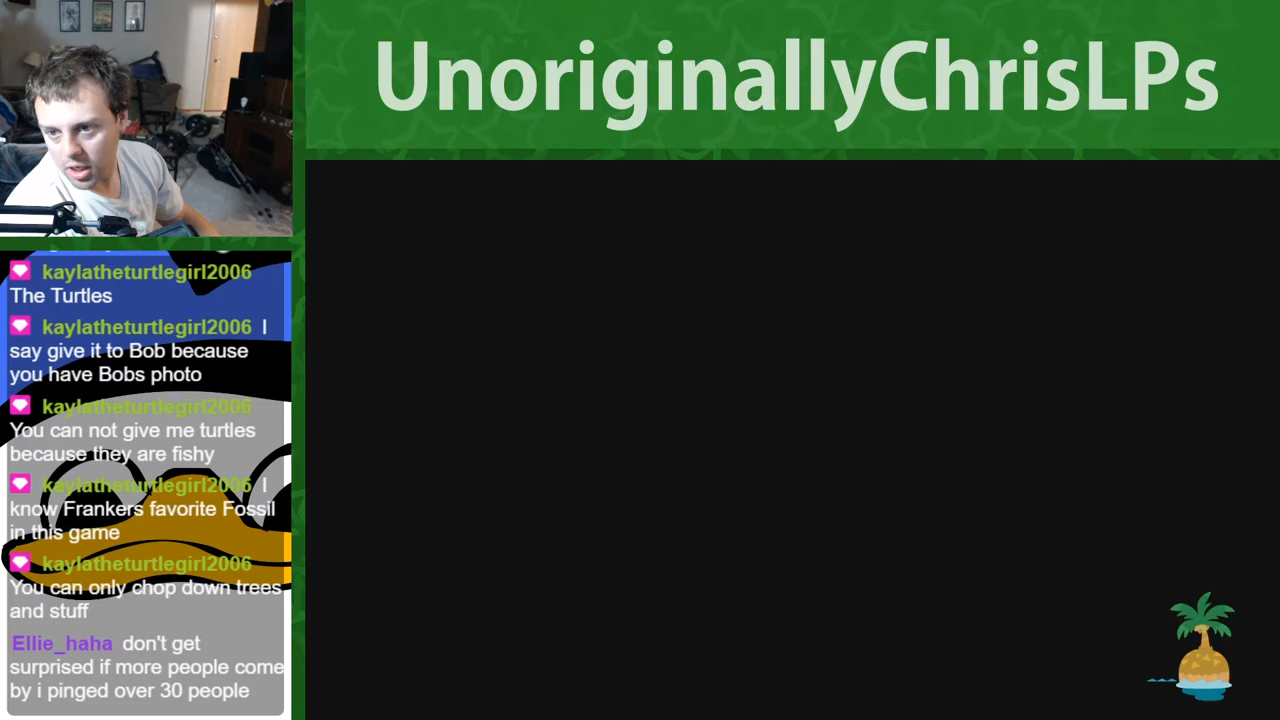 UnoriginallyChrisLPs
kaylatheturtlegirl2006
The Turtles
kaylatheturtlegirl2006 I
say give it to Bob because
you have Bobs photo
kaylatheturtlegirl2006
You can not give me turtles
because they are fishy
kaylatheturtlegirl2006 I
know Frankers favorite Fossil
in this game
kaylatheturtlegirl2006
You can only chop down trees
and stuff
Ellie_haha don't get
surprised if more people come
by i pinged over 30 people